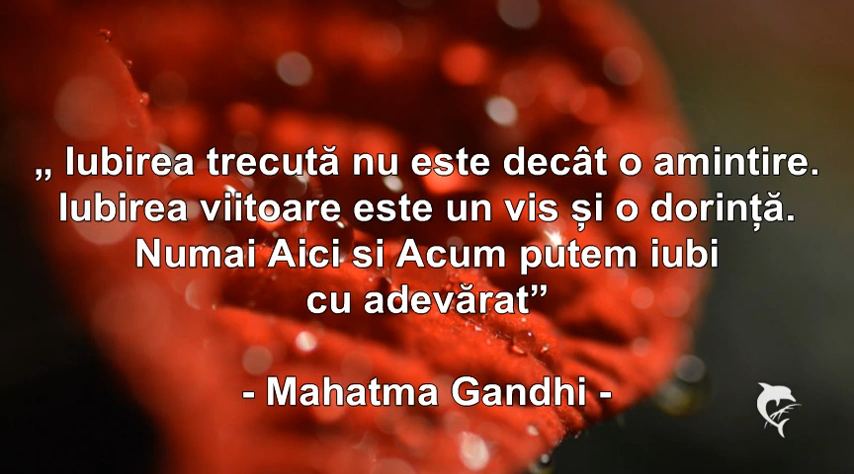 „ Iubirea trecută nu este decât o amintire.
Iubirea viitoare este un vis și o dorință.
Numai Aici si Acum putem iubi
cu adevărat”
- Mahatma Gandhi -